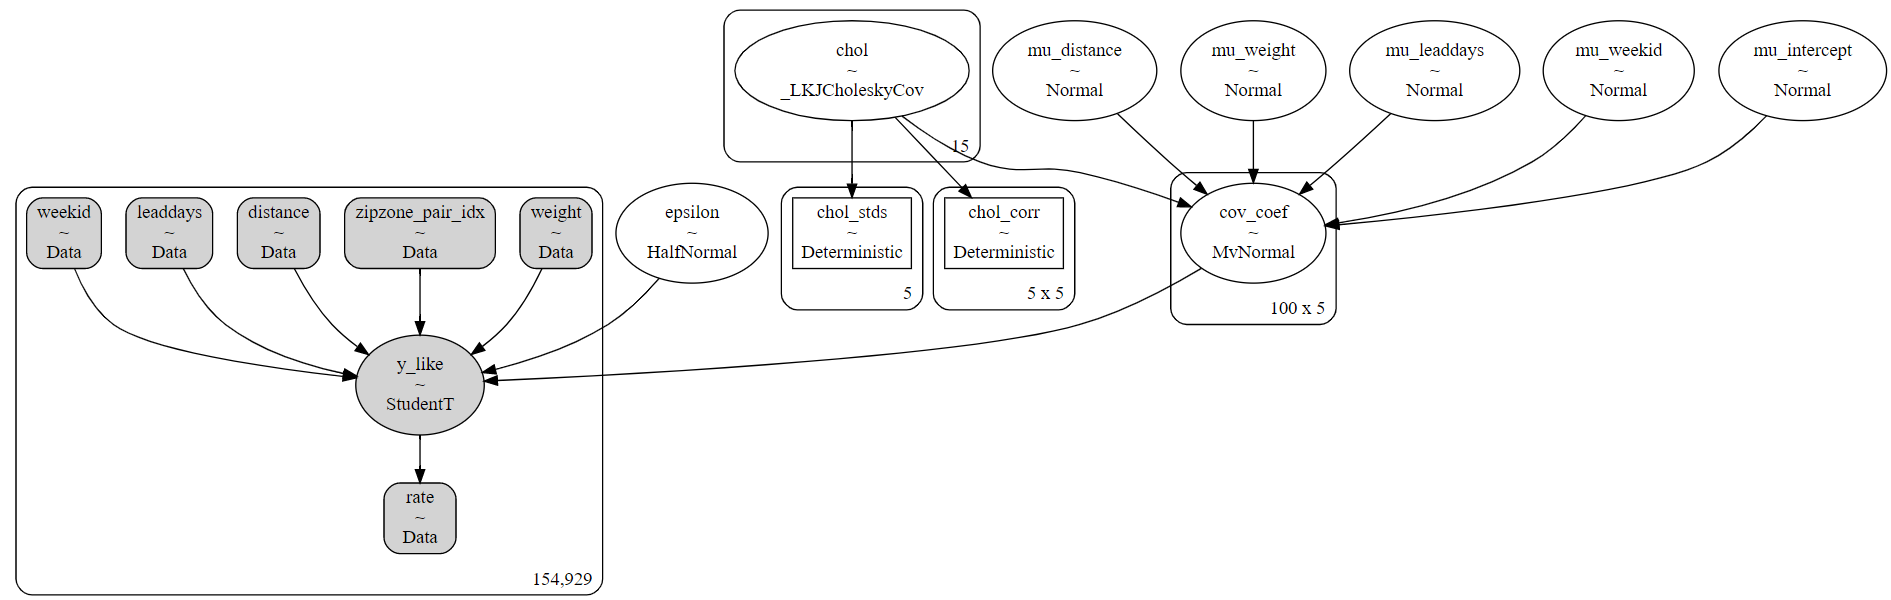 chol
~
_LKJCholeskyCov
15
mu_distance
~
Normal
mu_weight
~
Normal
mu_leaddays
~
Normal
mu_weekid
~
Normal
mu_intercept
~
Normal
weekid
~
Data
leaddays
~
Data
distance
~
Data
zipzone_pair_idx
~
Data
weight
~
Data
epsilon
~
HalfNormal
chol_stds
~
Deterministic
5
chol_corr
~
Deterministic
5 x 5
cov_coef
~
MvNormal
100 x 5
y_like
~
StudentT
rate
~
Data
154,929